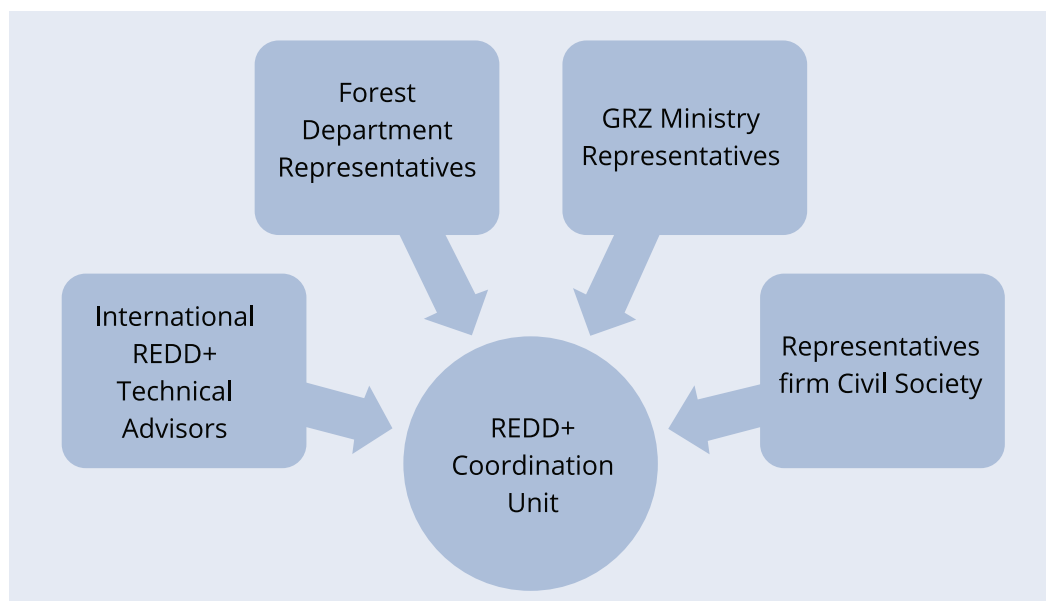 Forest
Department
Representatives
GRZ Ministry
Representatives
International
REDD+
Technical
Advisors
Representatives
firm Civil Society
REDD+
Coordination
Unit